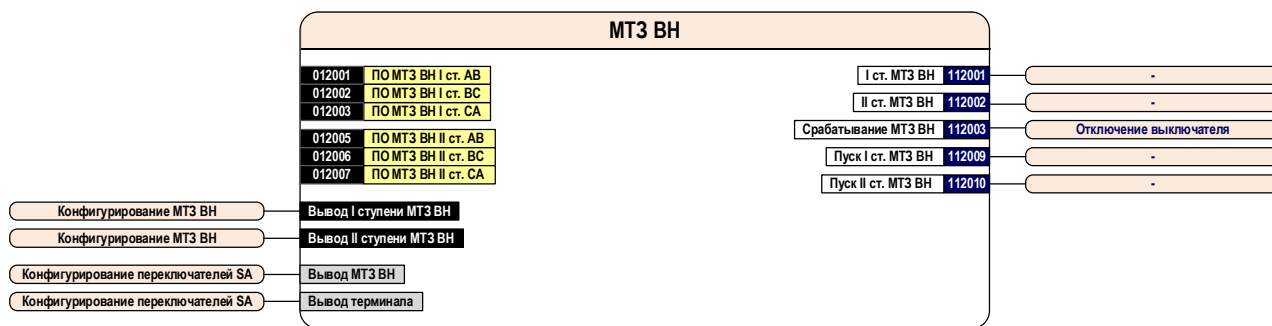 МТЗ ВН
012001 ПО МТЗ ВН I ст. АВ
012002 ПО МТЗ ВН I ст. ВС
012003 ПО МТЗ ВН I ст. СА
012005 ПО МТЗ ВН II ст. АВ
012006 ПО МТЗ ВН II ст. ВС
012007 ПО МТЗ ВН II ст. СА
I ст. МТЗ ВН 112001 -
II ст. МТЗ ВН 112002 -
Срабатывание МТЗ ВН 112003 Отключение выключателя
Пуск I ст. МТЗ ВН 112009 -
Пуск II ст. МТЗ ВН 112010 -
Конфигурирование МТЗ ВН Вывод I ступени МТЗ ВН
Конфигурирование МТЗ ВН Вывод II ступени МТЗ ВН
Конфигурирование переключателей SA Вывод МТЗ ВН
Конфигурирование переключателей SA Вывод терминала